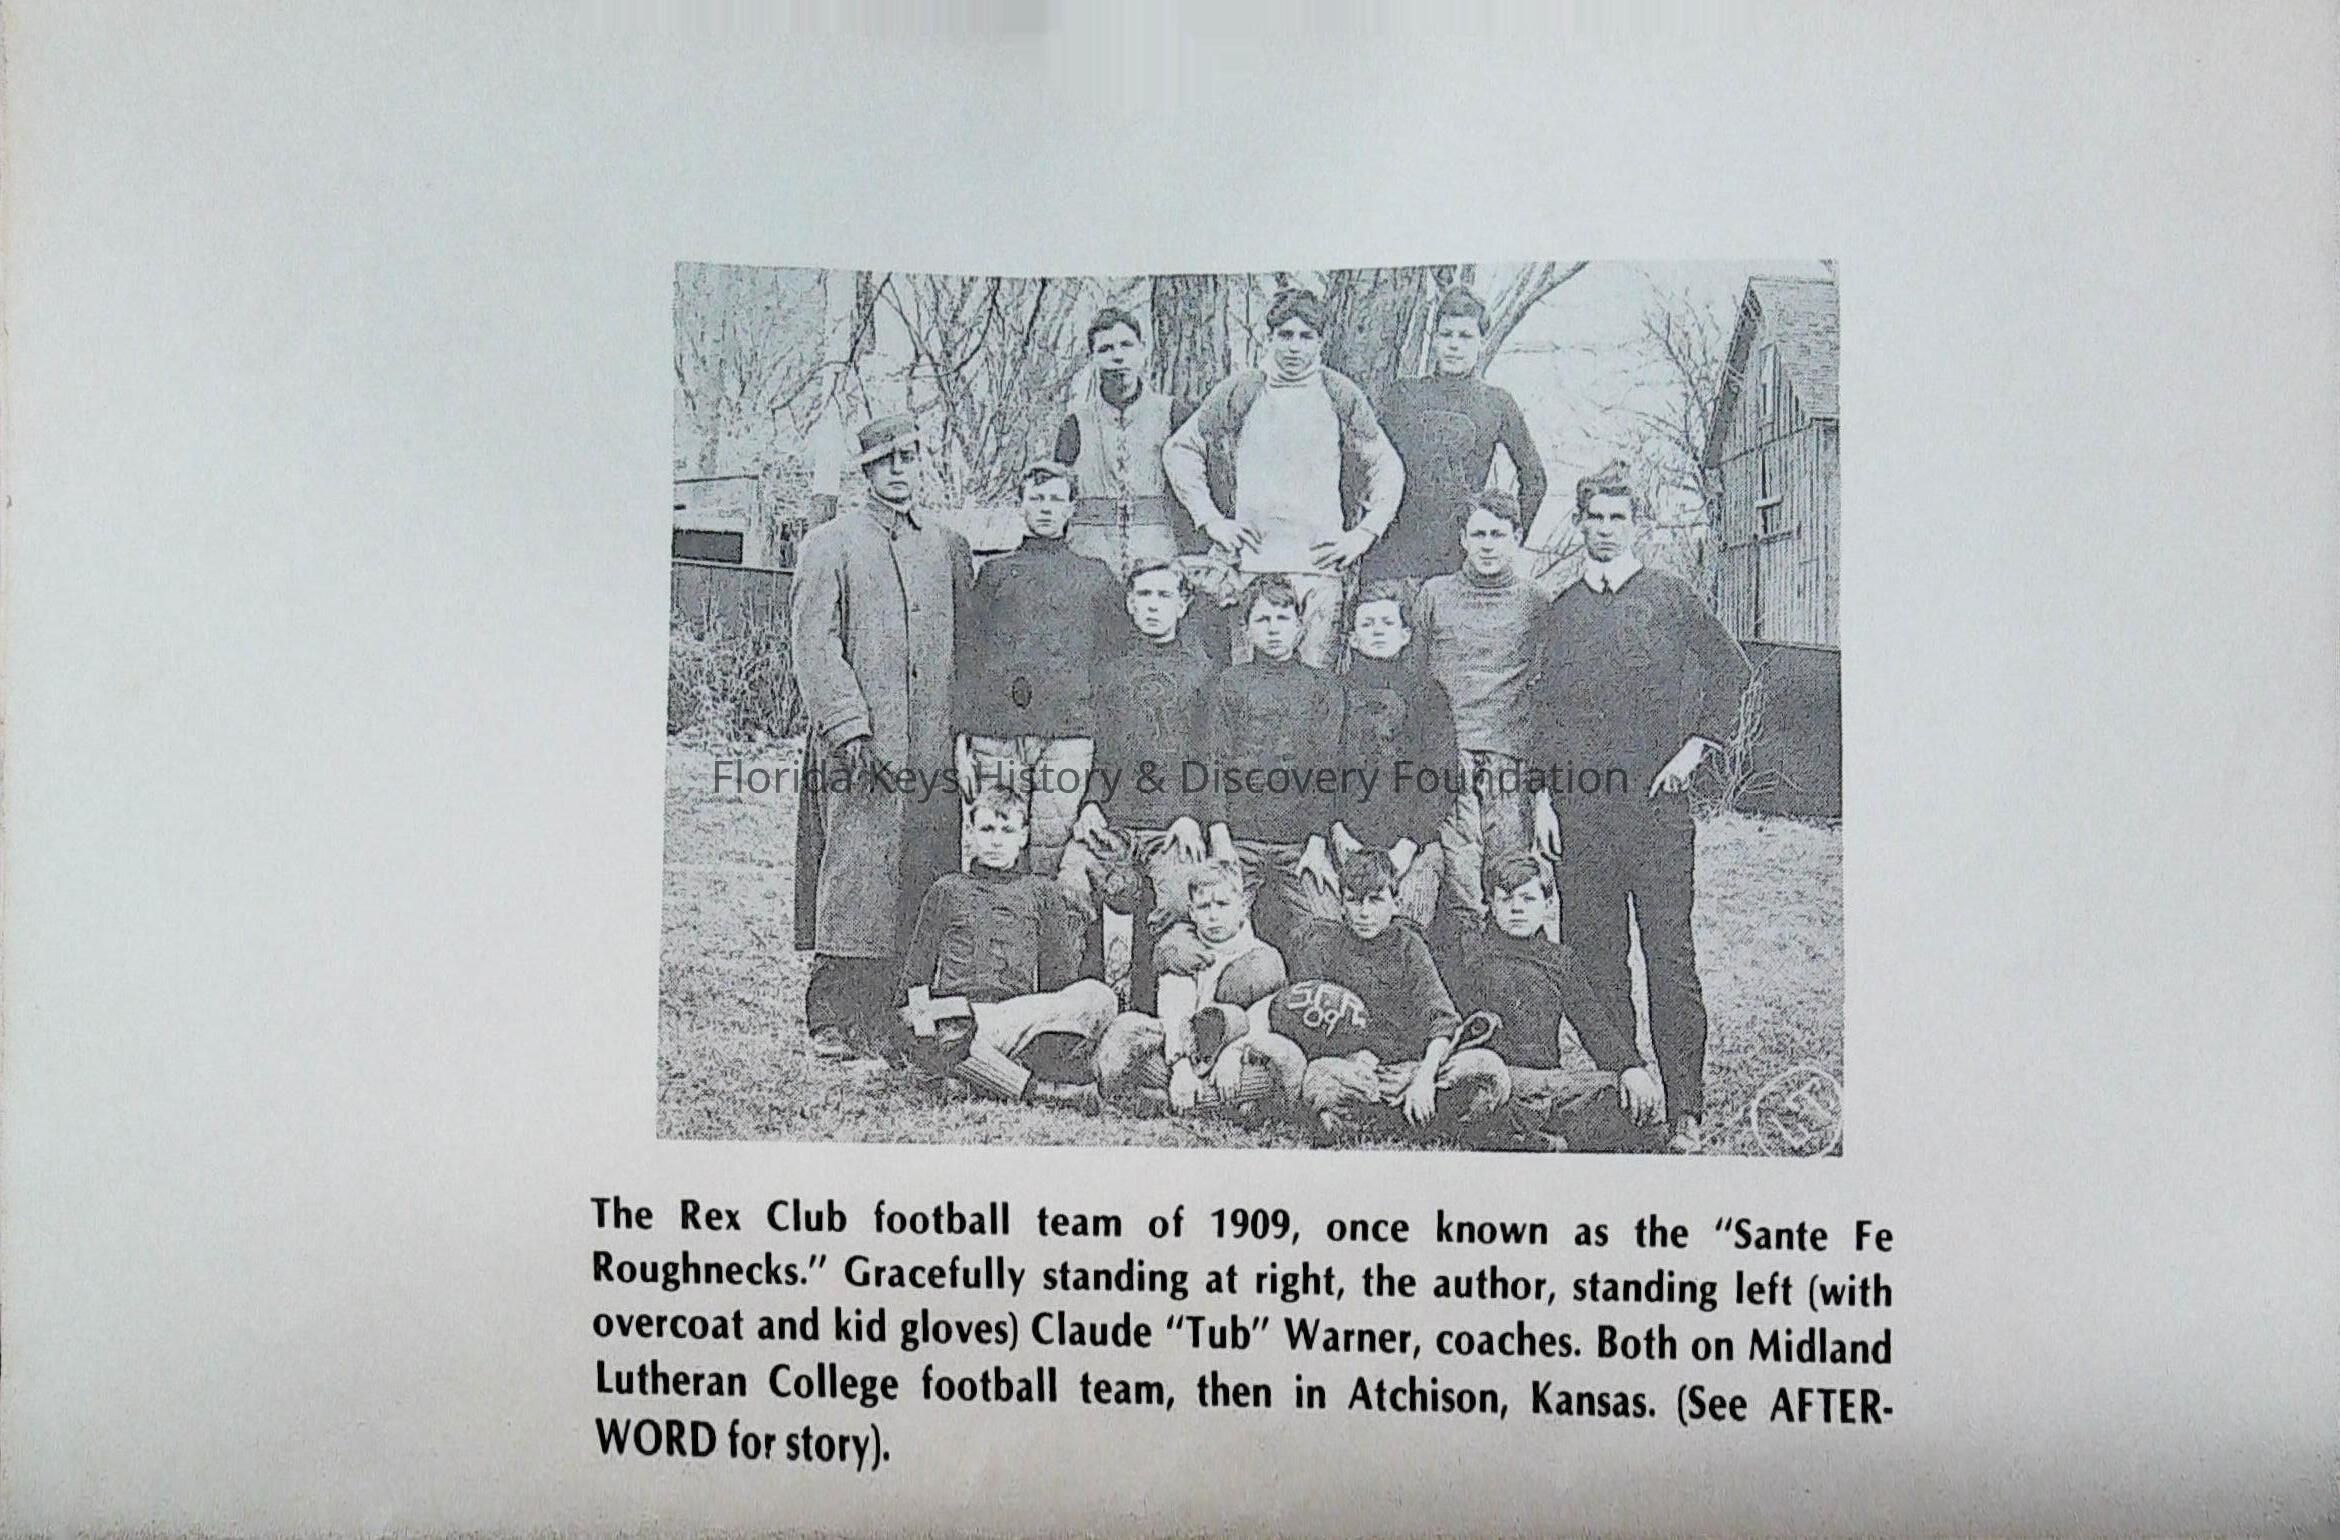 R
Florida Keys History & Discovery Foundation
S.F.R.
09
The Rex Club football team of 1909, once known as the "Sante Fe
Roughnecks." Gracefully standing at right, the author, standing left (with
overcoat and kid gloves) Claude "Tub" Warner, coaches. Both on Midland
Lutheran College football team, then in Atchison, Kansas. (See AFTER-
WORD for story).